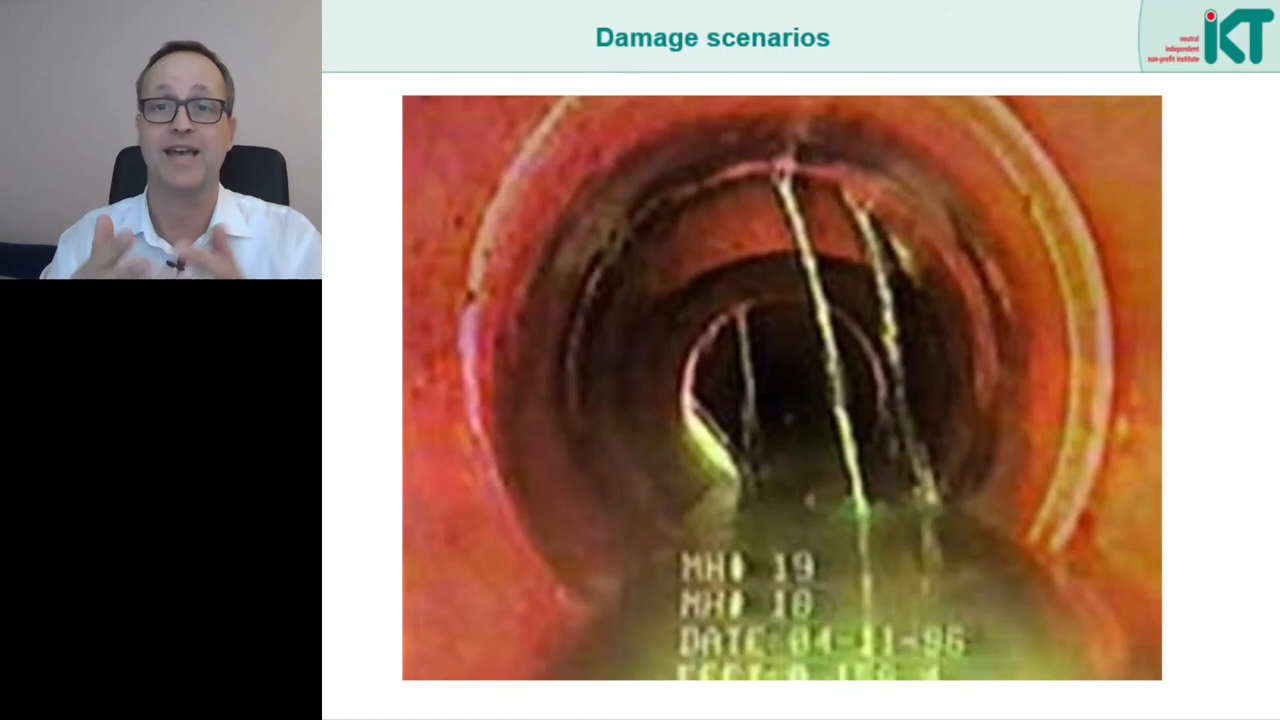 Damage scenarios
neutral
independent
non-profit institute
iKT
MH# 19
MH# 18
DATE:04-11-96